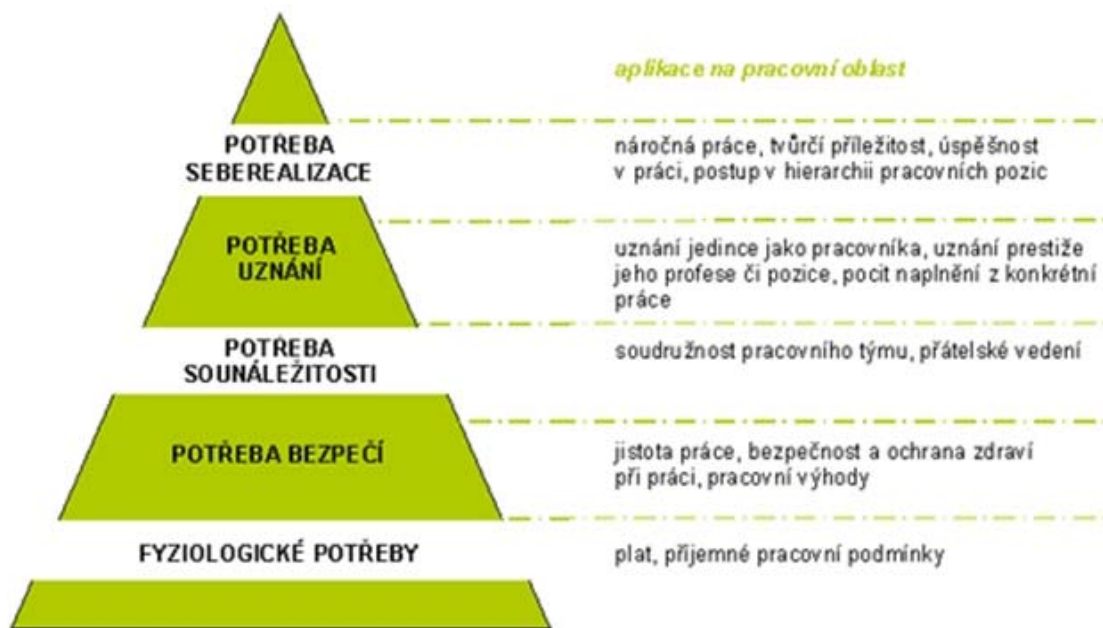 aplikace na pracovní oblast
POTŘEBA
SEBEREALIZACE
náročná práce, tvůrčí příležitost, úspěšnost
v práci, postup v hierarchii pracovních pozic
POTŘEBA
UZNÁNÍ
uznání jedince jako pracovníka, uznání prestiže
jeho profese či pozice, pocit naplnění z konkrétní
práce
POTŘEBA
SOUNÁLEŽITOSTI
soudružnost pracovního týmu, přátelské vedení
POTŘEBA BEZPEČÍ
jistota práce, bezpečnost a ochrana zdraví
při práci, pracovní výhody
FYZIOLOGICKÉ POTŘEBY
plat, příjemné pracovní podmínky